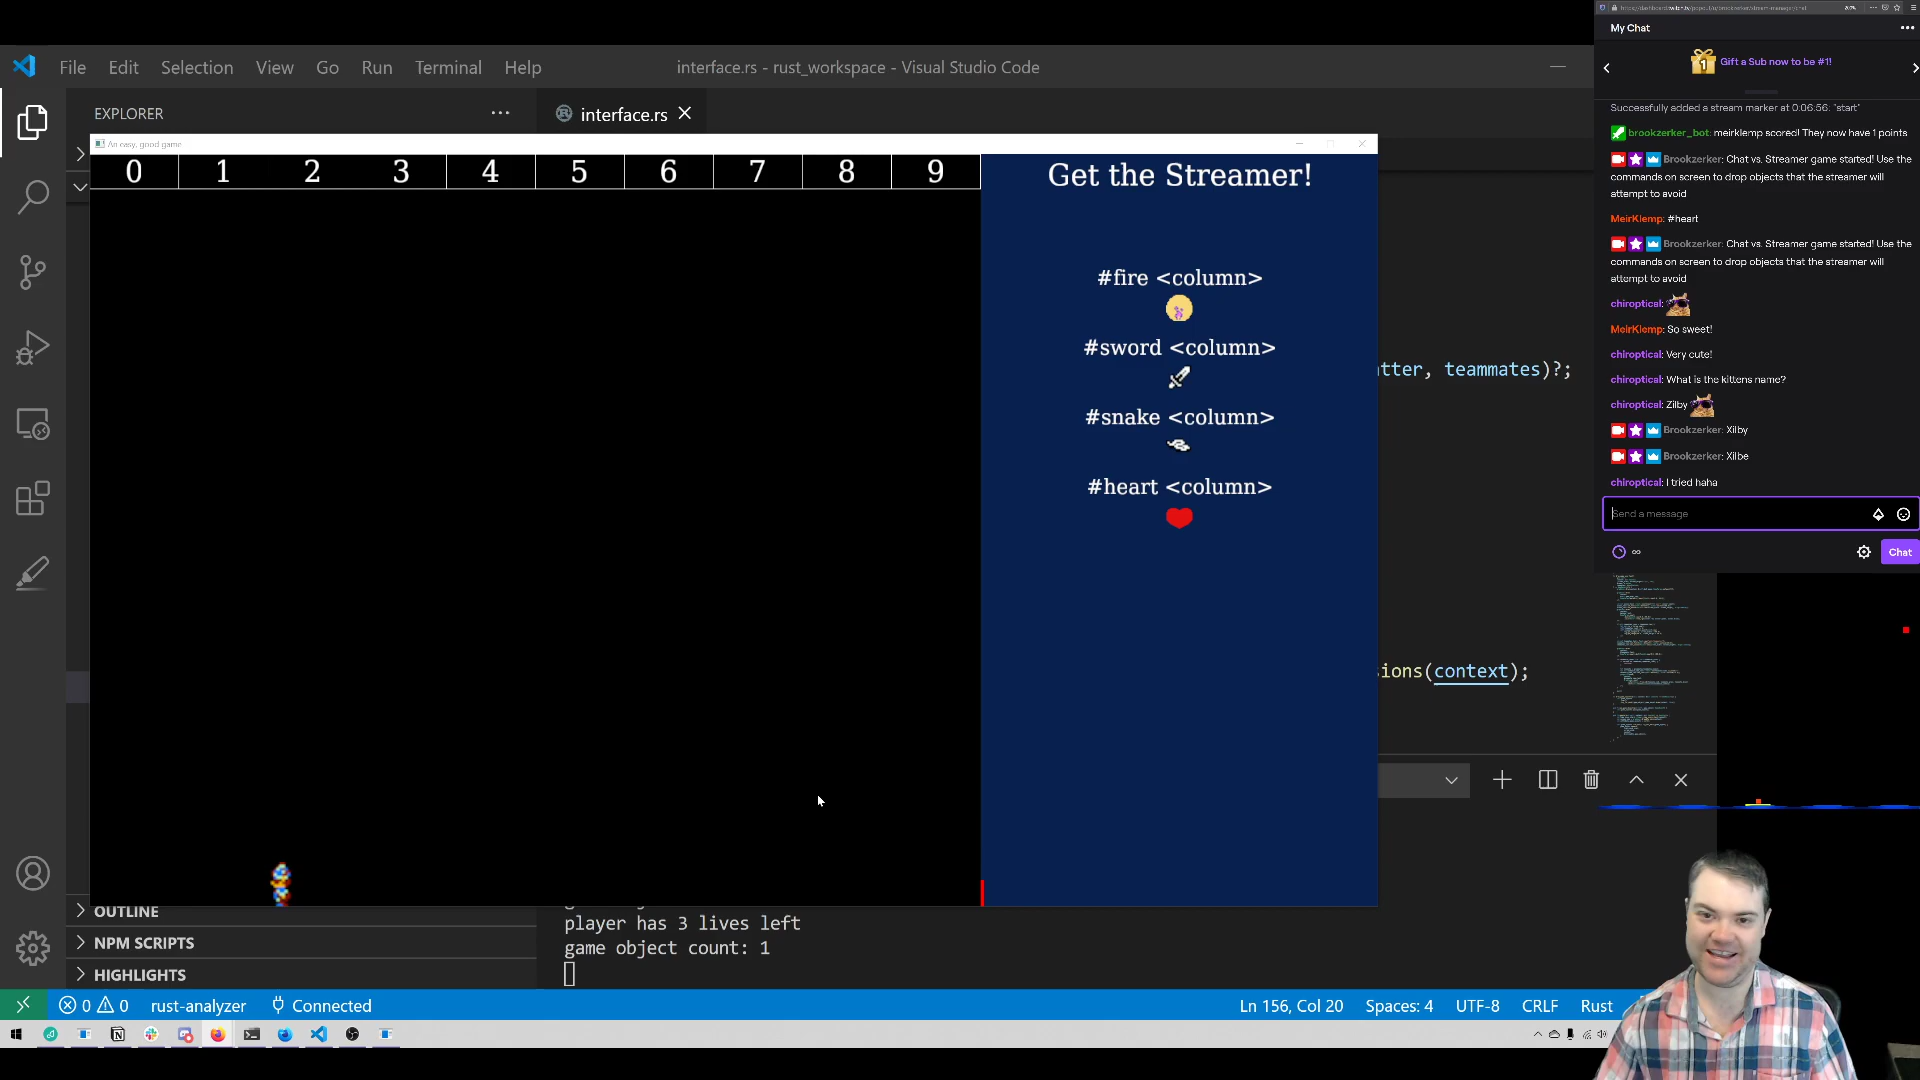 File Edit Selection View Go Run Terminal Help
interface.rs - rust_workspace - Visual Studio Code
EXPLORER
interface.rs
An easy, good game
0 1 2 3 4 5 6 7 8 9
Get the Streamer!
#fire <column>
#sword <column>
#snake <column>
#heart <column>
tter, teammates)?;
sions(context);
OUTLINE
NPM SCRIPTS
HIGHLIGHTS
player has 3 lives left
game object count: 1
0 0 rust-analyzer Connected
Ln 156, Col 20 Spaces: 4 UTF-8 CRLF Rust
My Chat
1 Gift a Sub now to be #1!
Successfully added a stream marker at 0:06:56: "start"
brookzerker_bot: meirklemp scored! They now have 1 points
Brookzerker: Chat vs. Streamer game started! Use the
commands on screen to drop objects that the streamer will
attempt to avoid
MeirKlemp: #heart
Brookzerker: Chat vs. Streamer game started! Use the
commands on screen to drop objects that the streamer will
attempt to avoid
chiroptical:
MeirKlemp: So sweet!
chiroptical: Very cute!
chiroptical: What is the kittens name?
chiroptical: Zilby
Brookzerker: Xilby
Brookzerker: Xilbe
chiroptical: I tried haha
Send a message
∞
Chat